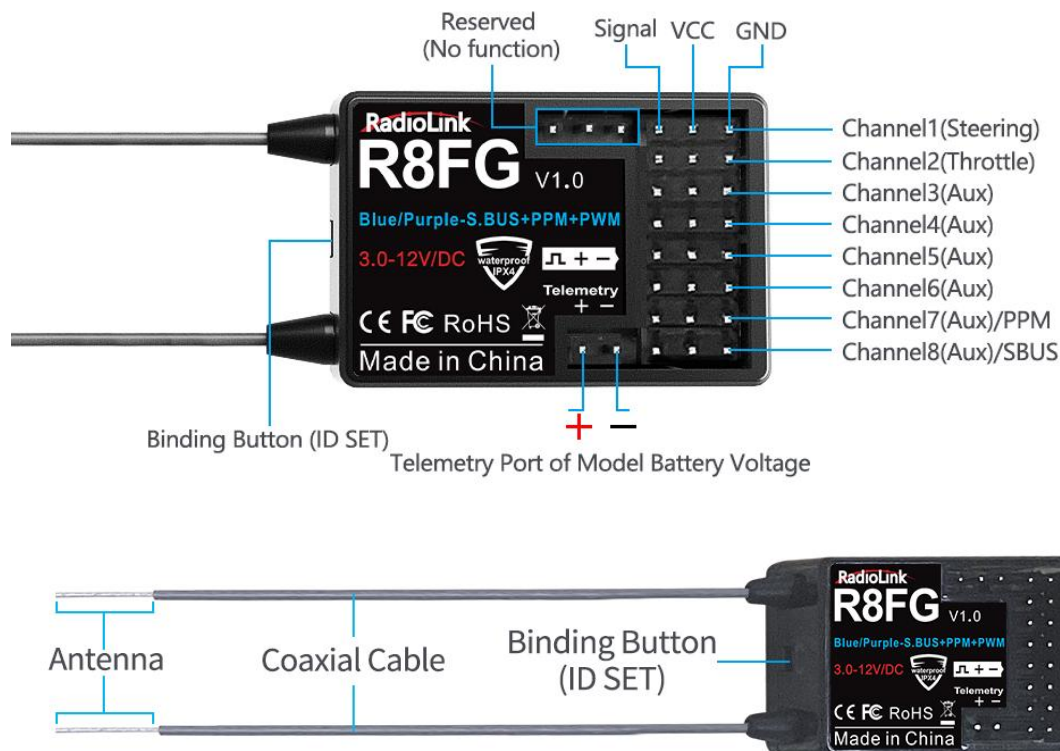 Reserved
(No function)
Signal VCC GND
RadioLink
R8FG V1.0
Blue/Purple-S.BUS+PPM+PWM
3.0-12V/DC
waterproof
IPX4
+ −
Telemetry
+ −
CE FC RoHS
Made in China
Channel1(Steering)
Channel2(Throttle)
Channel3(Aux)
Channel4(Aux)
Channel5(Aux)
Channel6(Aux)
Channel7(Aux)/PPM
Channel8(Aux)/SBUS
Binding Button (ID SET)
+ −
Telemetry Port of Model Battery Voltage
Antenna
Coaxial Cable
Binding Button
(ID SET)
RadioLink
R8FG V1.0
Blue/Purple-S.BUS+PPM+PWM
3.0-12V/DC
waterproof
IPX4
+ −
Telemetry
+ −
CE FC RoHS
Made in China